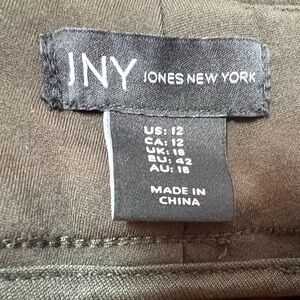 JNY JONES NEW YORK
US: 12
CA: 12
UK: 16
EU: 42
AU: 16
MADE IN
CHINA